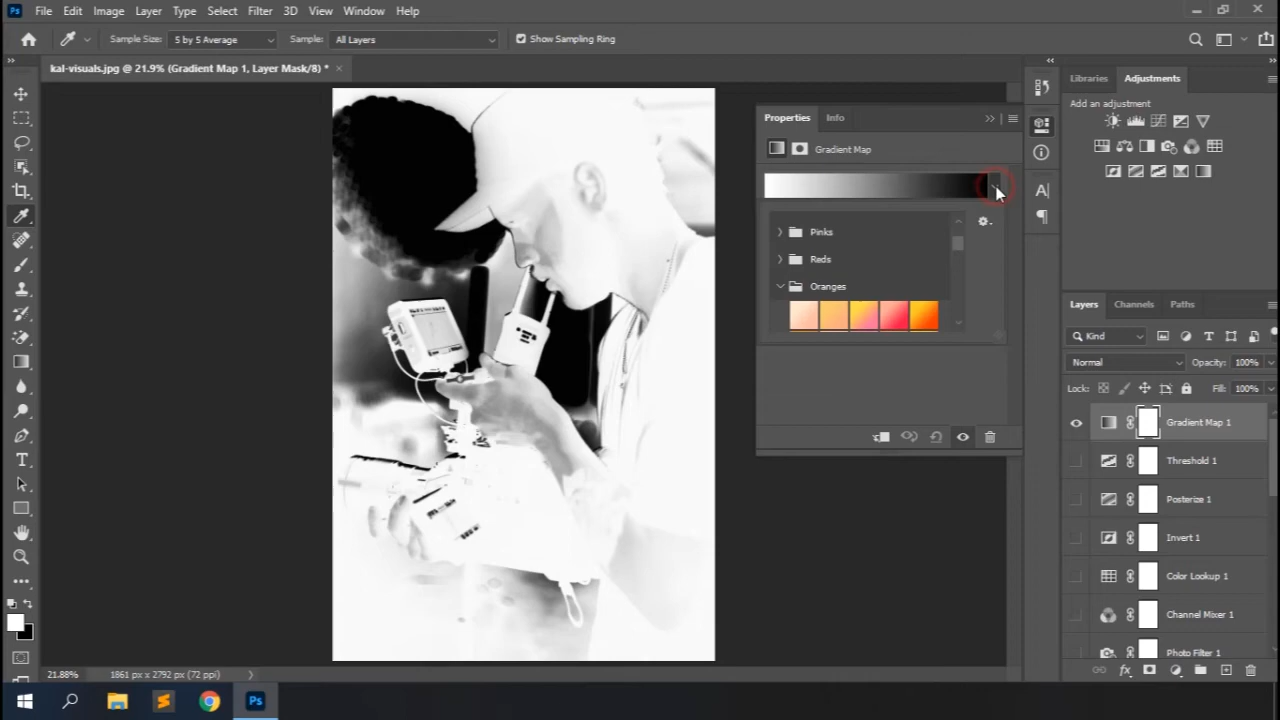 Ps File Edit Image Layer Type Select Filter 3D View Window Help
Sample Size: 5 by 5 Average Sample: All Layers Show Sampling Ring
kal-visuals.jpg @ 21.9% (Gradient Map 1, Layer Mask/8) *
Properties Info
Gradient Map
Pinks
Reds
Oranges
Libraries Adjustments
Add an adjustment
Layers Channels Paths
Kind
Normal Opacity: 100%
Lock: Fill: 100%
Gradient Map 1
Threshold 1
Posterize 1
Invert 1
Color Lookup 1
Channel Mixer 1
Photo Filter 1
21.88% 1861 px x 2792 px (72 ppi)
Ps